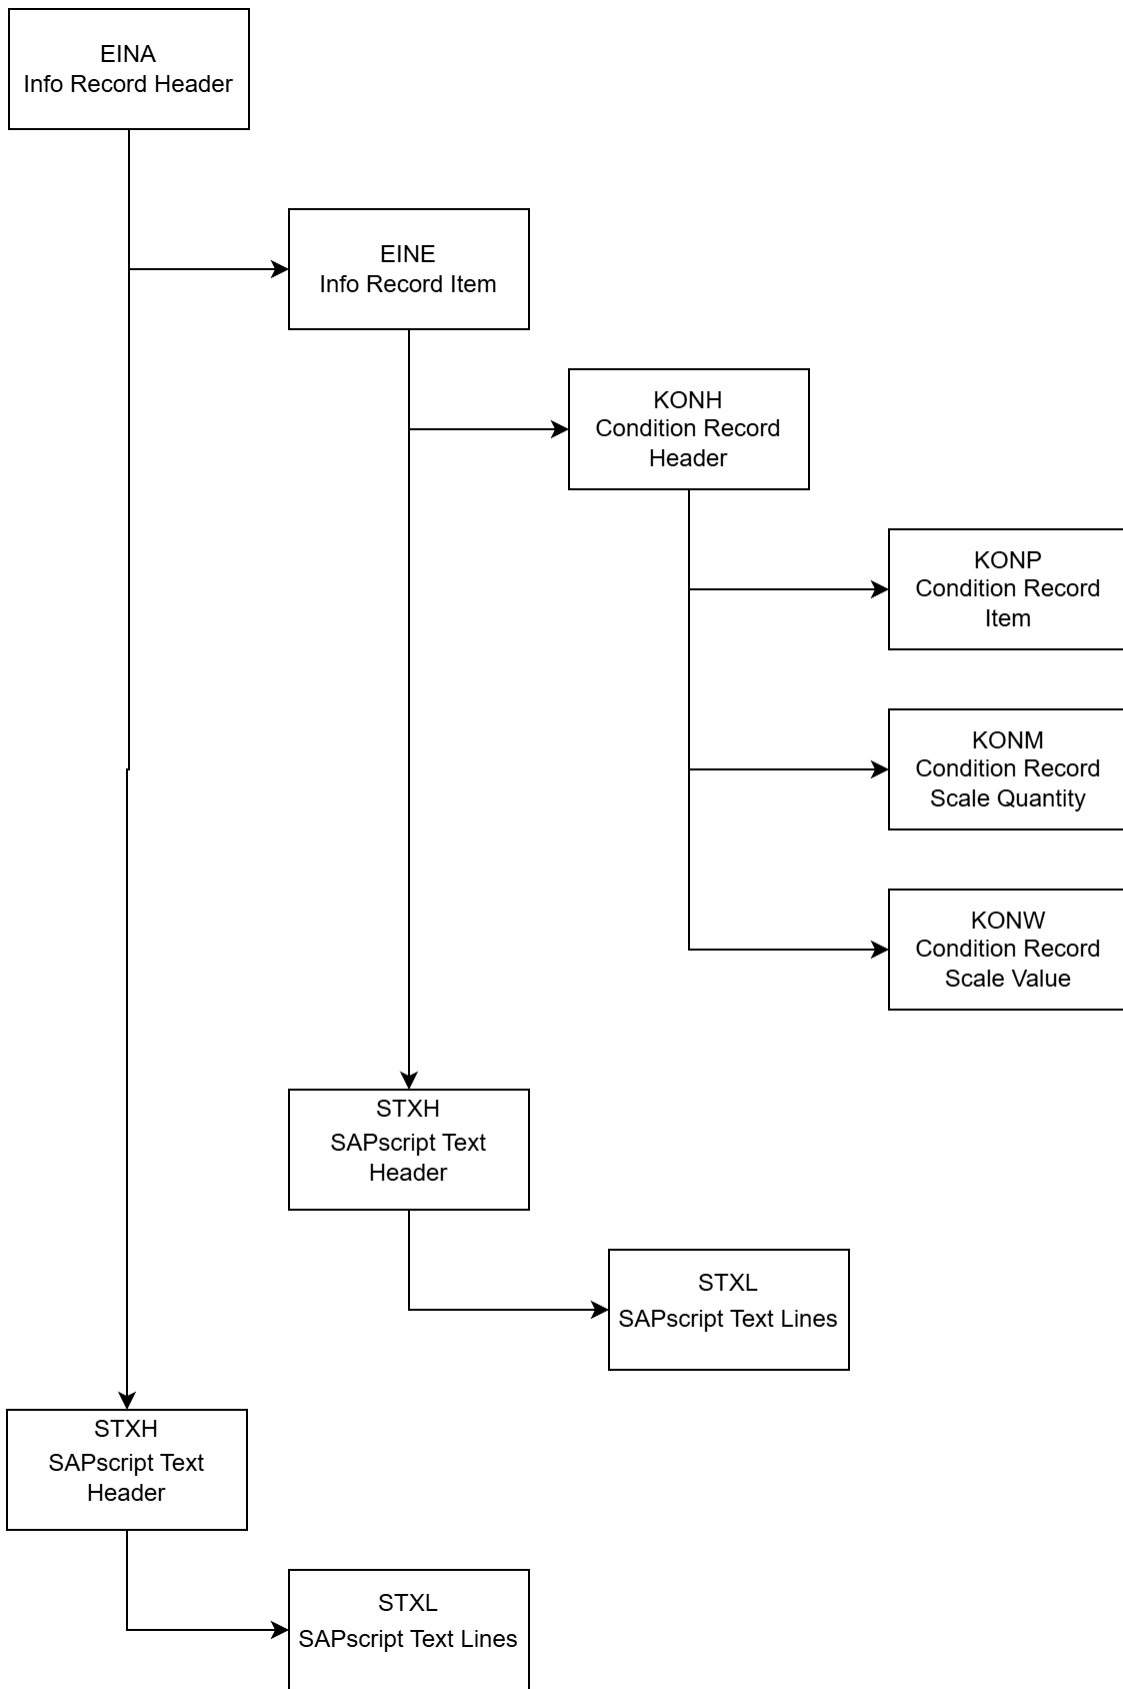 EINA
Info Record Header
EINE
Info Record Item
KONH
Condition Record
Header
KONP
Condition Record
Item
KONM
Condition Record
Scale Quantity
KONW
Condition Record
Scale Value
STXH
SAPscript Text
Header
STXL
SAPscript Text Lines
STXH
SAPscript Text
Header
STXL
SAPscript Text Lines